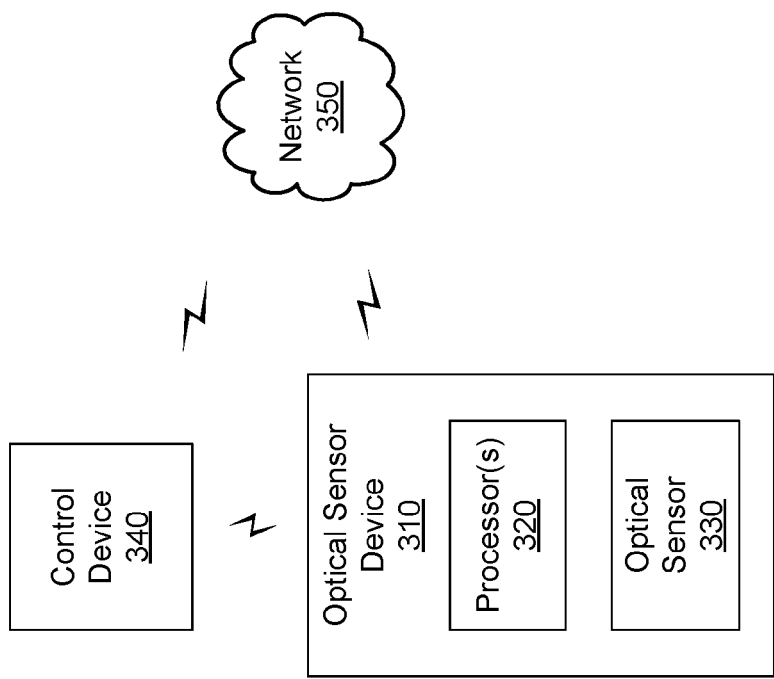 Control
Device
340
Optical Sensor
Device
310
Processor(s)
320
Optical
Sensor
330
Network
350